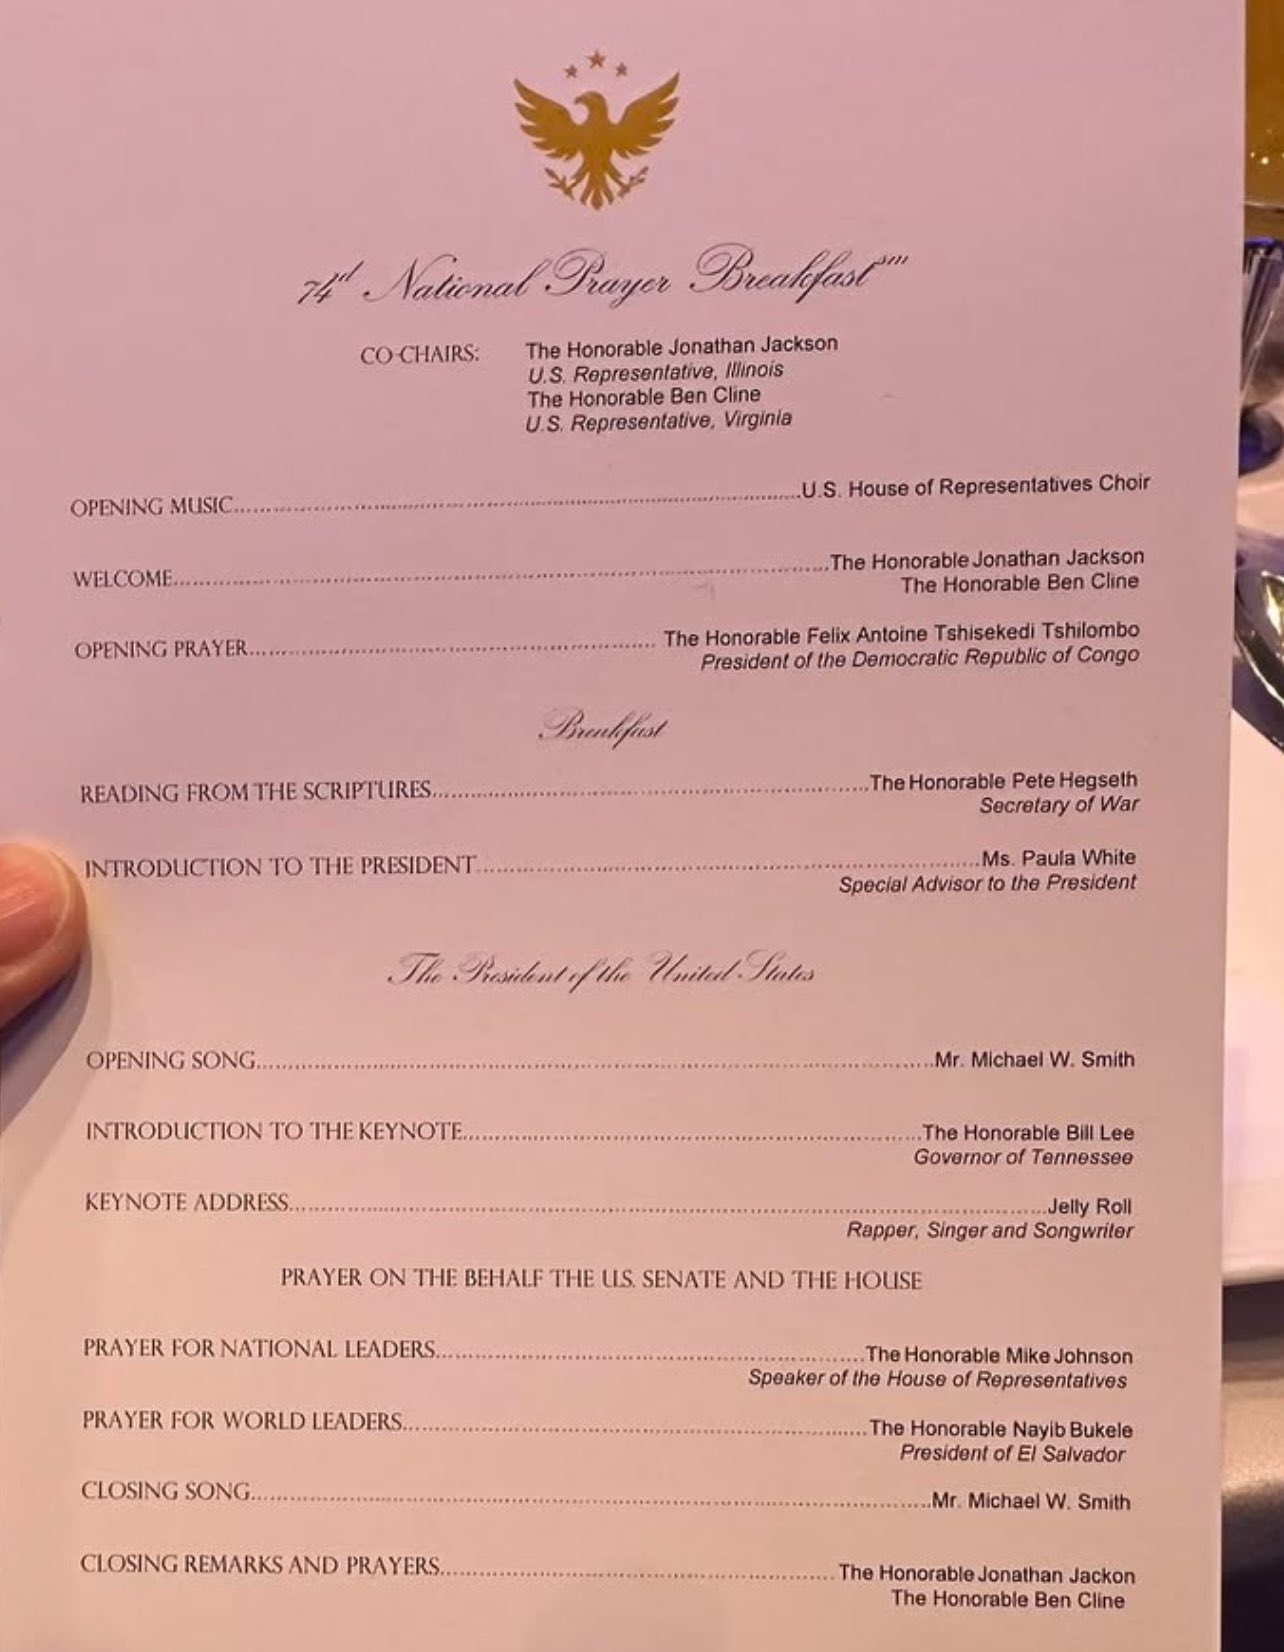 74d National Prayer Breakfast sm
CO-CHAIRS: The Honorable Jonathan Jackson
U.S. Representative, Illinois
The Honorable Ben Cline
U.S. Representative, Virginia
OPENING MUSIC.......U.S. House of Representatives Choir
WELCOME.......The Honorable Jonathan Jackson
The Honorable Ben Cline
OPENING PRAYER.......The Honorable Felix Antoine Tshisekedi Tshilombo
President of the Democratic Republic of Congo
Breakfast
READING FROM THE SCRIPTURES.......The Honorable Pete Hegseth
Secretary of War
INTRODUCTION TO THE PRESIDENT.......Ms. Paula White
Special Advisor to the President
The President of the United States
OPENING SONG.......Mr. Michael W. Smith
INTRODUCTION TO THE KEYNOTE.......The Honorable Bill Lee
Governor of Tennessee
KEYNOTE ADDRESS.......Jelly Roll
Rapper, Singer and Songwriter
PRAYER ON THE BEHALF THE U.S. SENATE AND THE HOUSE
PRAYER FOR NATIONAL LEADERS.......The Honorable Mike Johnson
Speaker of the House of Representatives
PRAYER FOR WORLD LEADERS.......The Honorable Nayib Bukele
President of El Salvador
CLOSING SONG.......Mr. Michael W. Smith
CLOSING REMARKS AND PRAYERS.......The Honorable Jonathan Jackon
The Honorable Ben Cline